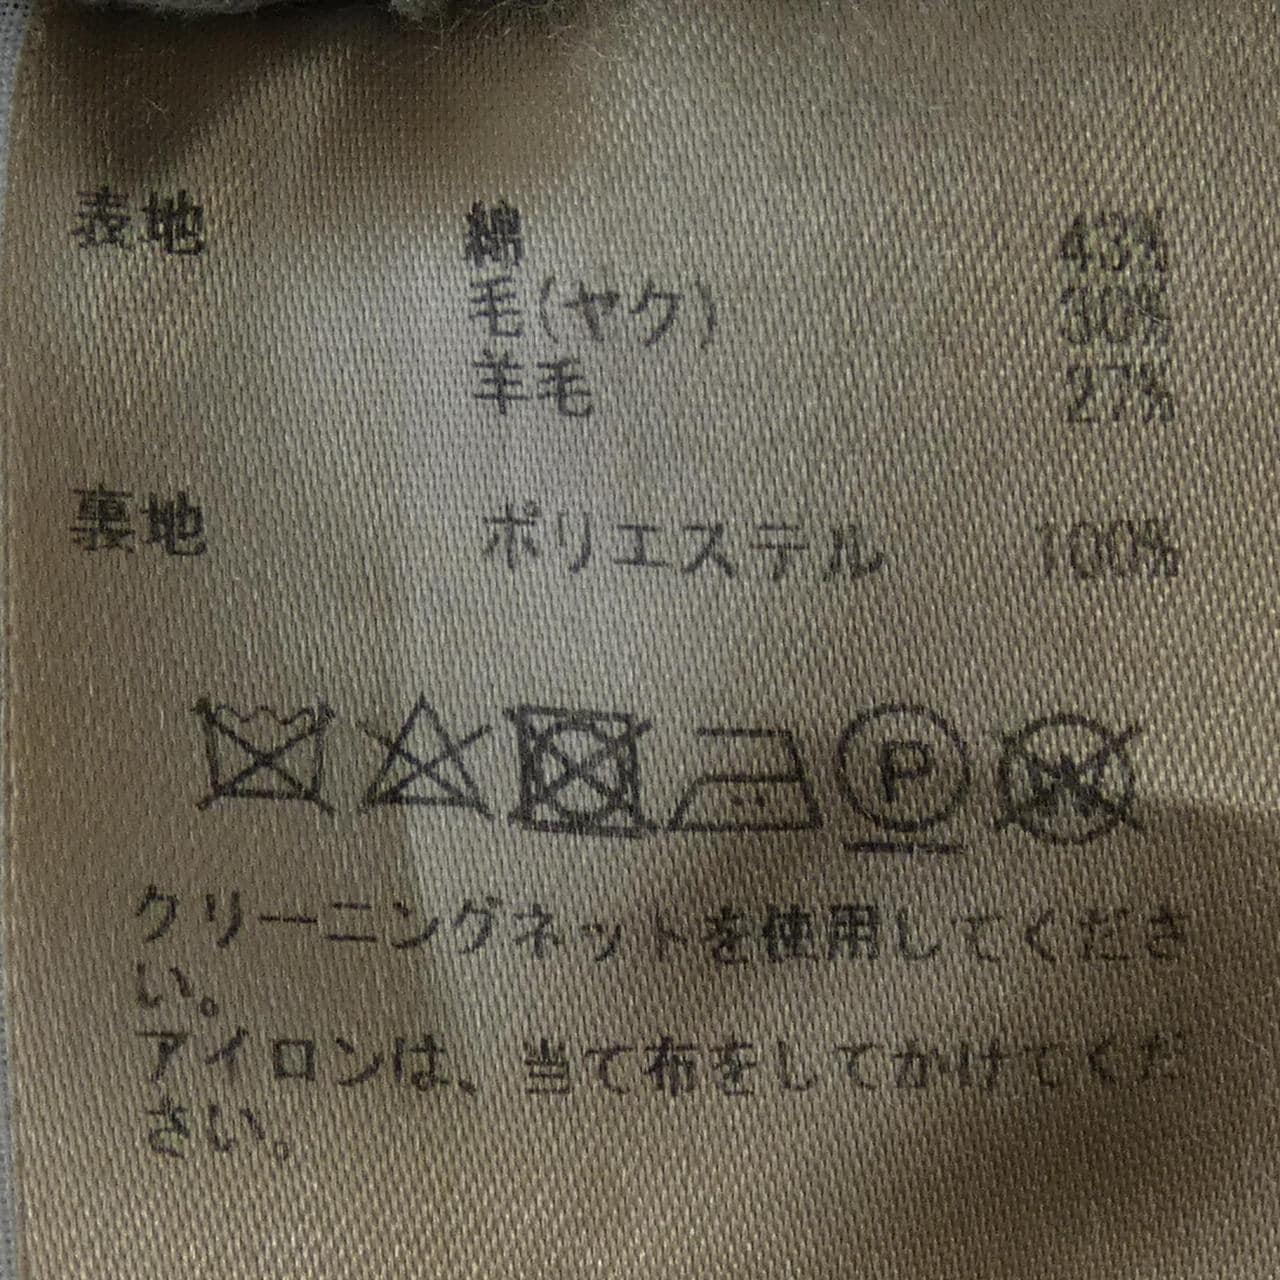 表地 綿 43%
毛(ヤク) 30%
羊毛 27%
裏地 ポリエステル 100%
P
クリーニングネットを使用してくださ
い。
アイロンは、当て布をしてかけてくだ
さい。